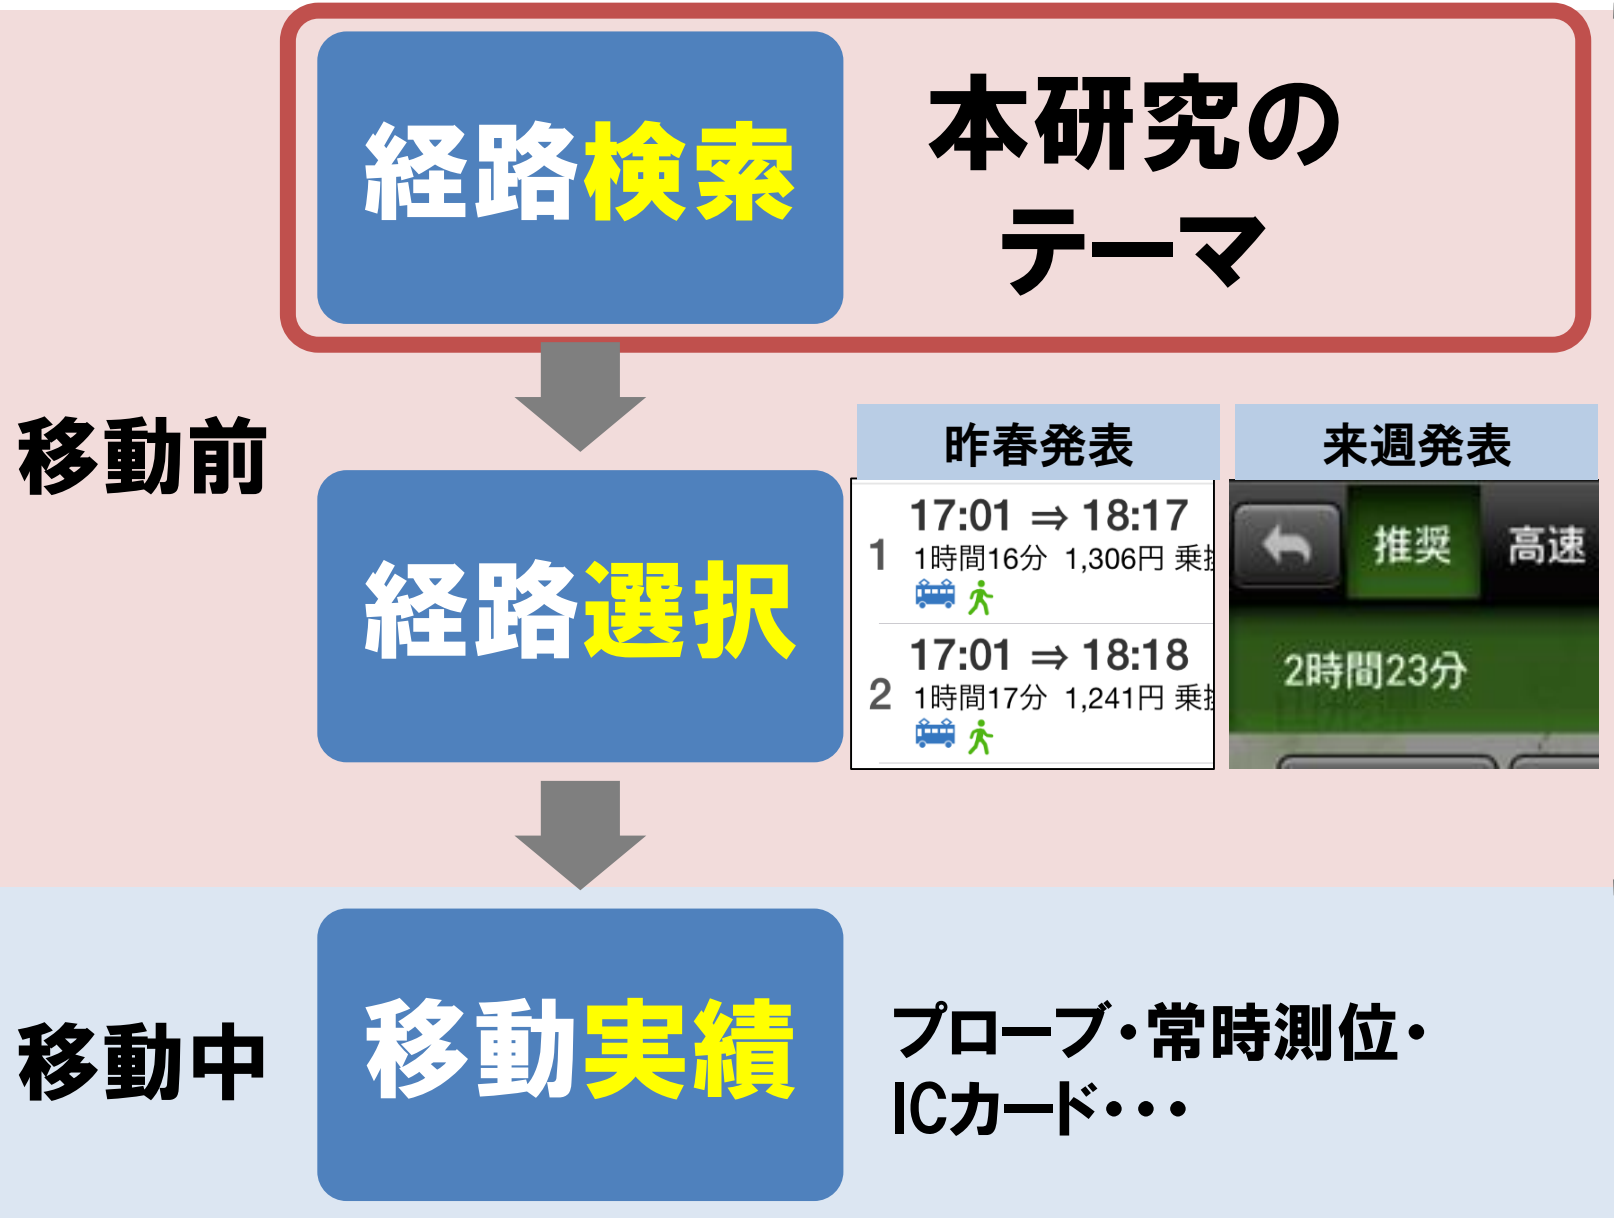 経路検索
本研究の
テーマ
移動前
経路選択
昨春発表
17:01 ⇒ 18:17
1
1時間16分 1,306円 乗
17:01 ⇒ 18:18
2
1時間17分 1,241円 乗
来週発表
推奨 高速
2時間23分
移動中
移動実績
プローブ・常時測位・
ICカード・・・